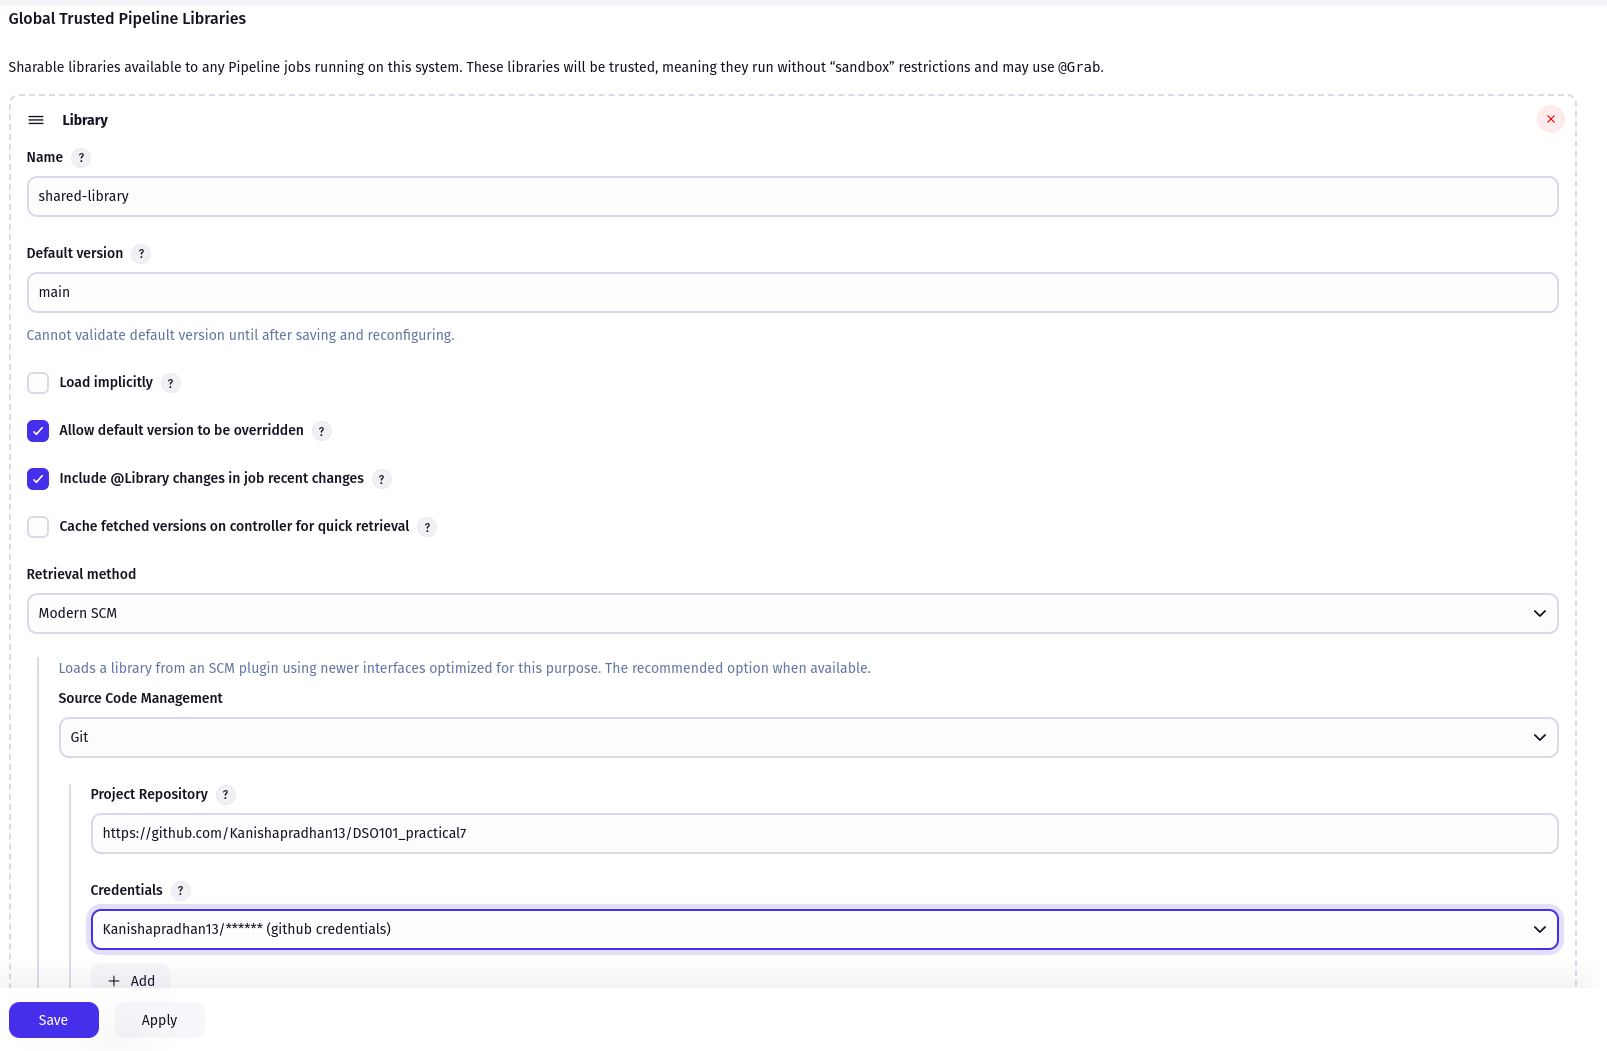 Global Trusted Pipeline Libraries
Sharable libraries available to any Pipeline jobs running on this system. These libraries will be trusted, meaning they run without “sandbox” restrictions and may use @Grab.
Library
Name ?
shared-library
Default version ?
main
Cannot validate default version until after saving and reconfiguring.
Load implicitly ?
Allow default version to be overridden ?
Include @Library changes in job recent changes ?
Cache fetched versions on controller for quick retrieval ?
Retrieval method
Modern SCM
Loads a library from an SCM plugin using newer interfaces optimized for this purpose. The recommended option when available.
Source Code Management
Git
Project Repository ?
https://github.com/Kanishapradhan13/DSO101_practical7
Credentials ?
Kanishapradhan13/****** (github credentials)
+ Add
Save Apply